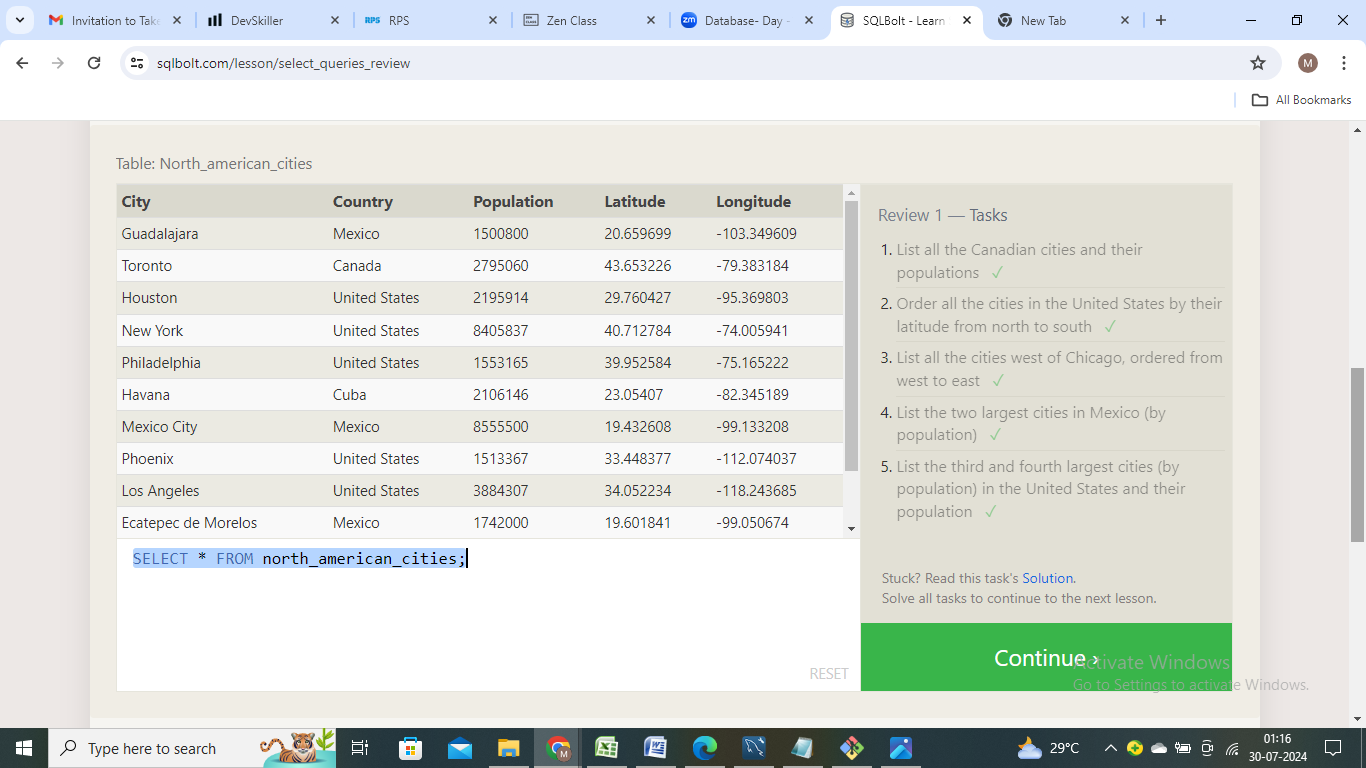 Invitation to Take
DevSkiller
RPS RPS
Zen Class
zm Database- Day -
SQLBolt - Learn
New Tab
sqlbolt.com/lesson/select_queries_review
M
All Bookmarks
Table: North_american_cities
City Country Population Latitude Longitude
Guadalajara Mexico 1500800 20.659699 -103.349609
Toronto Canada 2795060 43.653226 -79.383184
Houston United States 2195914 29.760427 -95.369803
New York United States 8405837 40.712784 -74.005941
Philadelphia United States 1553165 39.952584 -75.165222
Havana Cuba 2106146 23.05407 -82.345189
Mexico City Mexico 8555500 19.432608 -99.133208
Phoenix United States 1513367 33.448377 -112.074037
Los Angeles United States 3884307 34.052234 -118.243685
Ecatepec de Morelos Mexico 1742000 19.601841 -99.050674
SELECT * FROM north_american_cities;
RESET
Review 1 — Tasks
1. List all the Canadian cities and their
populations ✓
2. Order all the cities in the United States by their
latitude from north to south ✓
3. List all the cities west of Chicago, ordered from
west to east ✓
4. List the two largest cities in Mexico (by
population) ✓
5. List the third and fourth largest cities (by
population) in the United States and their
population ✓
Stuck? Read this task's Solution.
Solve all tasks to continue to the next lesson.
Continue ›
Activate Windows
Go to Settings to activate Windows.
Type here to search
29°C
01:16
30-07-2024